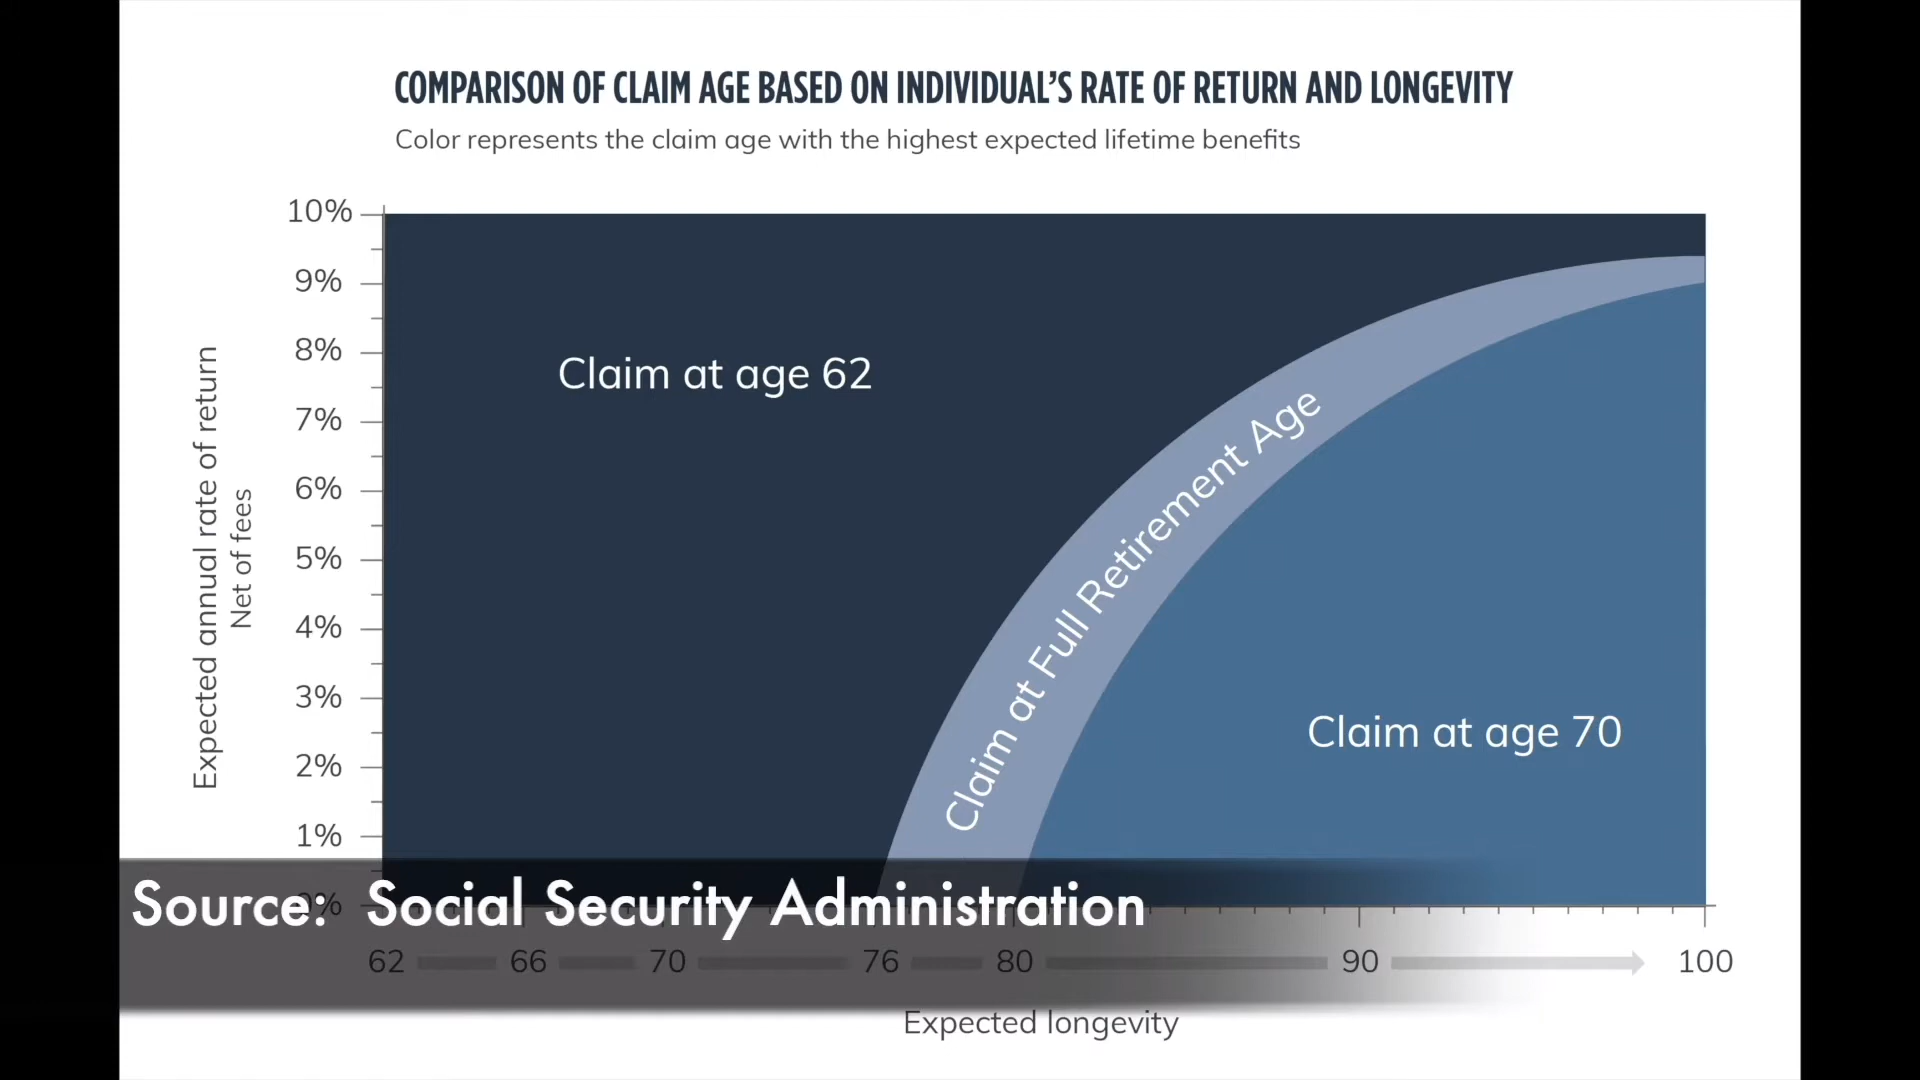 COMPARISON OF CLAIM AGE BASED ON INDIVIDUAL'S RATE OF RETURN AND LONGEVITY
Color represents the claim age with the highest expected lifetime benefits
10%
9%
8%
7%
6%
5%
4%
3%
2%
1%
0%
Expected annual rate of return
Net of fees
Claim at age 62
Claim at Full Retirement Age
Claim at age 70
Source: Social Security Administration
62 66 70 76 80 90 100
Expected longevity